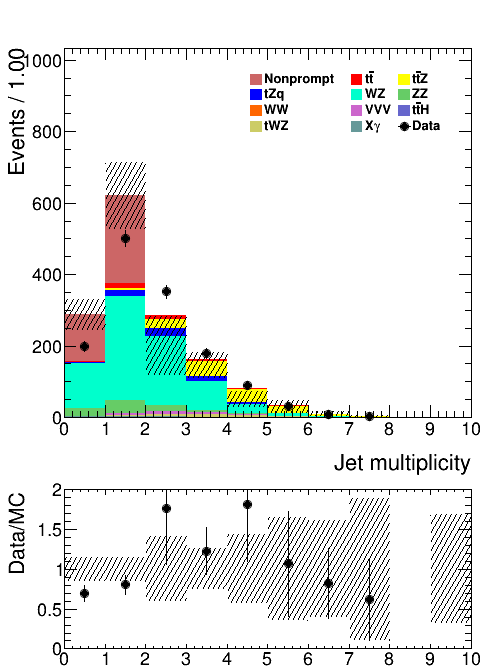 Events / 1.00
1000
800
600
400
200
0
Nonprompt tt̄ tt̄Z
tZq WZ ZZ
WW VVV tt̄H
tWZ Xγ Data
0 1 2 3 4 5 6 7 8 9 10
Jet multiplicity
Data/MC
2
1.5
1
0.5
0
0 1 2 3 4 5 6 7 8 9 10